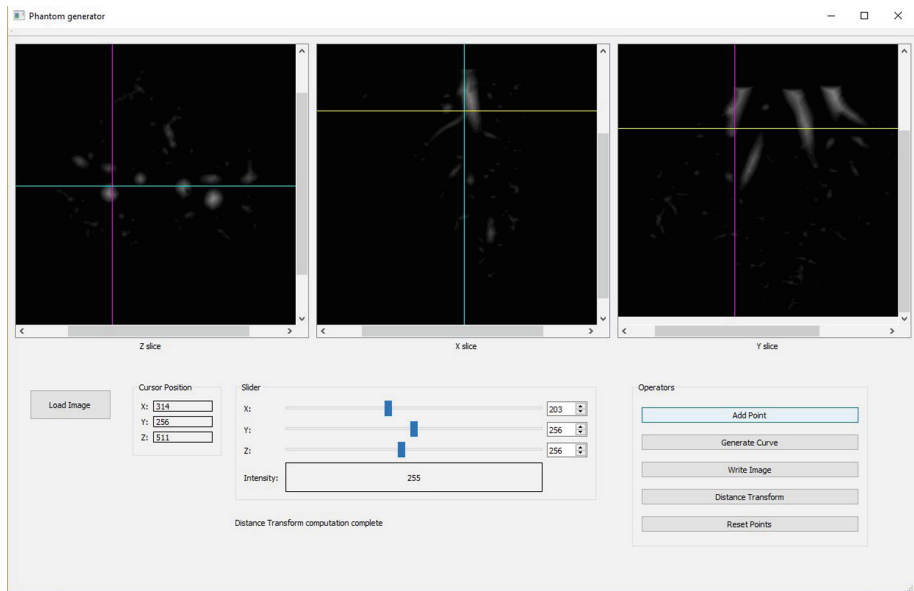 Phantom generator
Z slice
X slice
Y slice
Load Image
Cursor Position
X: 314
Y: 256
Z: 511
Slider
X: 203
Y: 256
Z: 256
Intensity: 255
Distance Transform computation complete
Operators
Add Point
Generate Curve
Write Image
Distance Transform
Reset Points